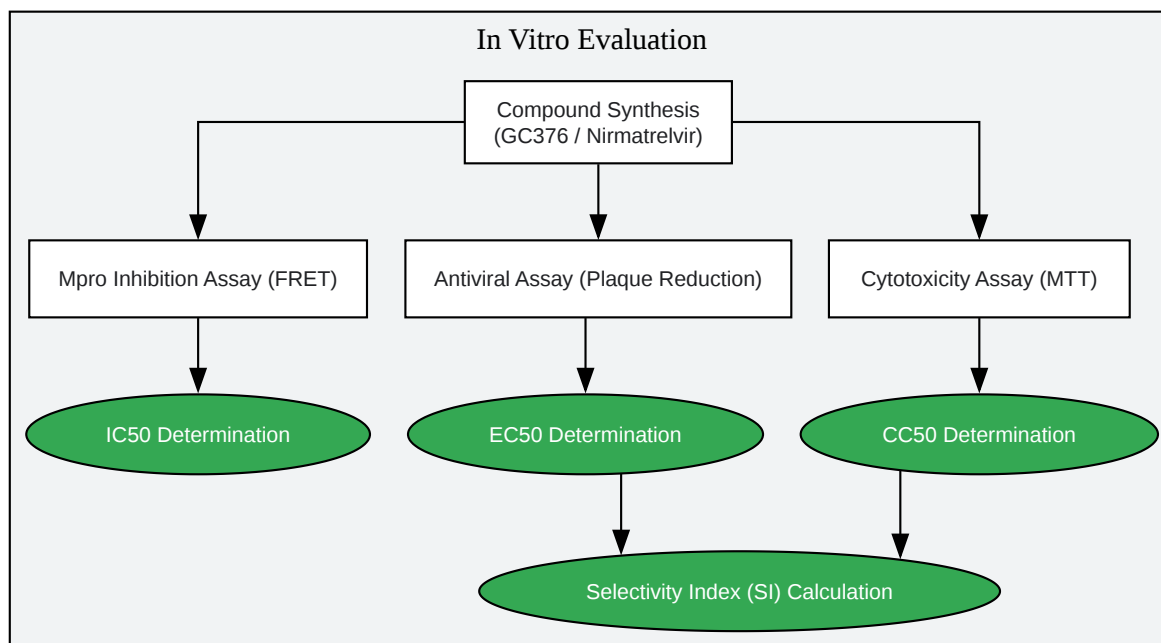 In Vitro Evaluation
Compound Synthesis
(GC376 / Nirmatrelvir)
Mpro Inhibition Assay (FRET)
Antiviral Assay (Plaque Reduction)
Cytotoxicity Assay (MTT)
IC50 Determination
EC50 Determination
CC50 Determination
Selectivity Index (SI) Calculation